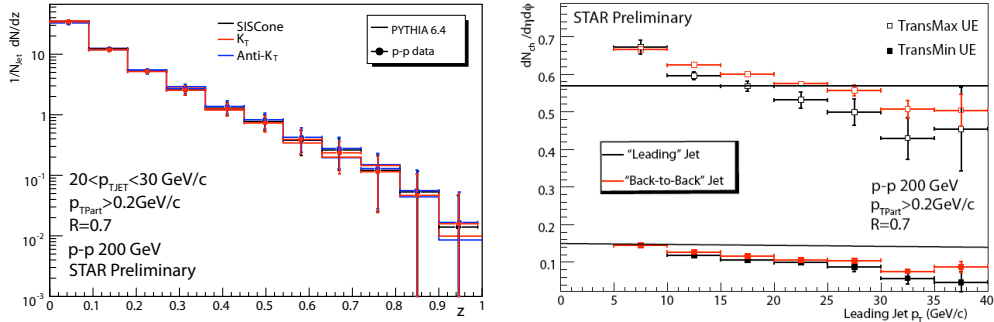 SISCone
K_T
Anti-K_T
PYTHIA 6.4
p-p data
1/N_Jet dN/dz
10
1
10^-1
10^-2
10^-3
20<p_TJET<30 GeV/c
p_TPart>0.2GeV/c
R=0.7
p-p 200 GeV
STAR Preliminary
0 0.1 0.2 0.3 0.4 0.5 0.6 0.7 0.8 0.9 1
z
STAR Preliminary
TransMax UE
TransMin UE
dN_ch/dηdφ
0.7
0.6
0.5
0.4
0.3
0.2
0.1
"Leading" Jet
"Back-to-Back" Jet
p-p 200 GeV
p_TPart>0.2GeV/c
R=0.7
0 5 10 15 20 25 30 35 40
Leading Jet p_T (GeV/c)